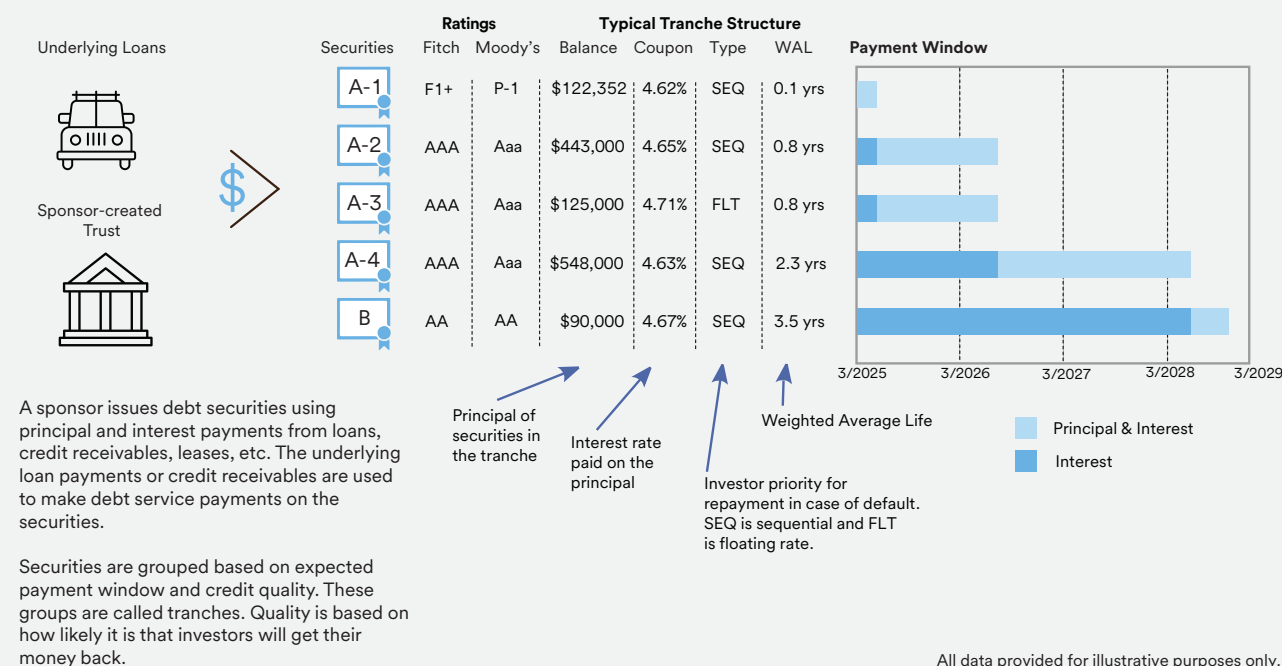 Ratings Typical Tranche Structure
Underlying Loans Securities Fitch Moody's Balance Coupon Type WAL Payment Window
A-1 F1+ P-1 $122,352 4.62% SEQ 0.1 yrs
A-2 AAA Aaa $443,000 4.65% SEQ 0.8 yrs
$
A-3 AAA Aaa $125,000 4.71% FLT 0.8 yrs
Sponsor-created
Trust
A-4 AAA Aaa $548,000 4.63% SEQ 2.3 yrs
B AA AA $90,000 4.67% SEQ 3.5 yrs
3/2025 3/2026 3/2027 3/2028 3/2029
A sponsor issues debt securities using
principal and interest payments from loans,
credit receivables, leases, etc. The underlying
loan payments or credit receivables are used
to make debt service payments on the
securities.
Securities are grouped based on expected
payment window and credit quality. These
groups are called tranches. Quality is based on
how likely it is that investors will get their
money back.
Principal of
securities in
the tranche
Interest rate
paid on the
principal
Investor priority for
repayment in case of default.
SEQ is sequential and FLT
is floating rate.
Weighted Average Life
Principal & Interest
Interest
All data provided for illustrative purposes only.